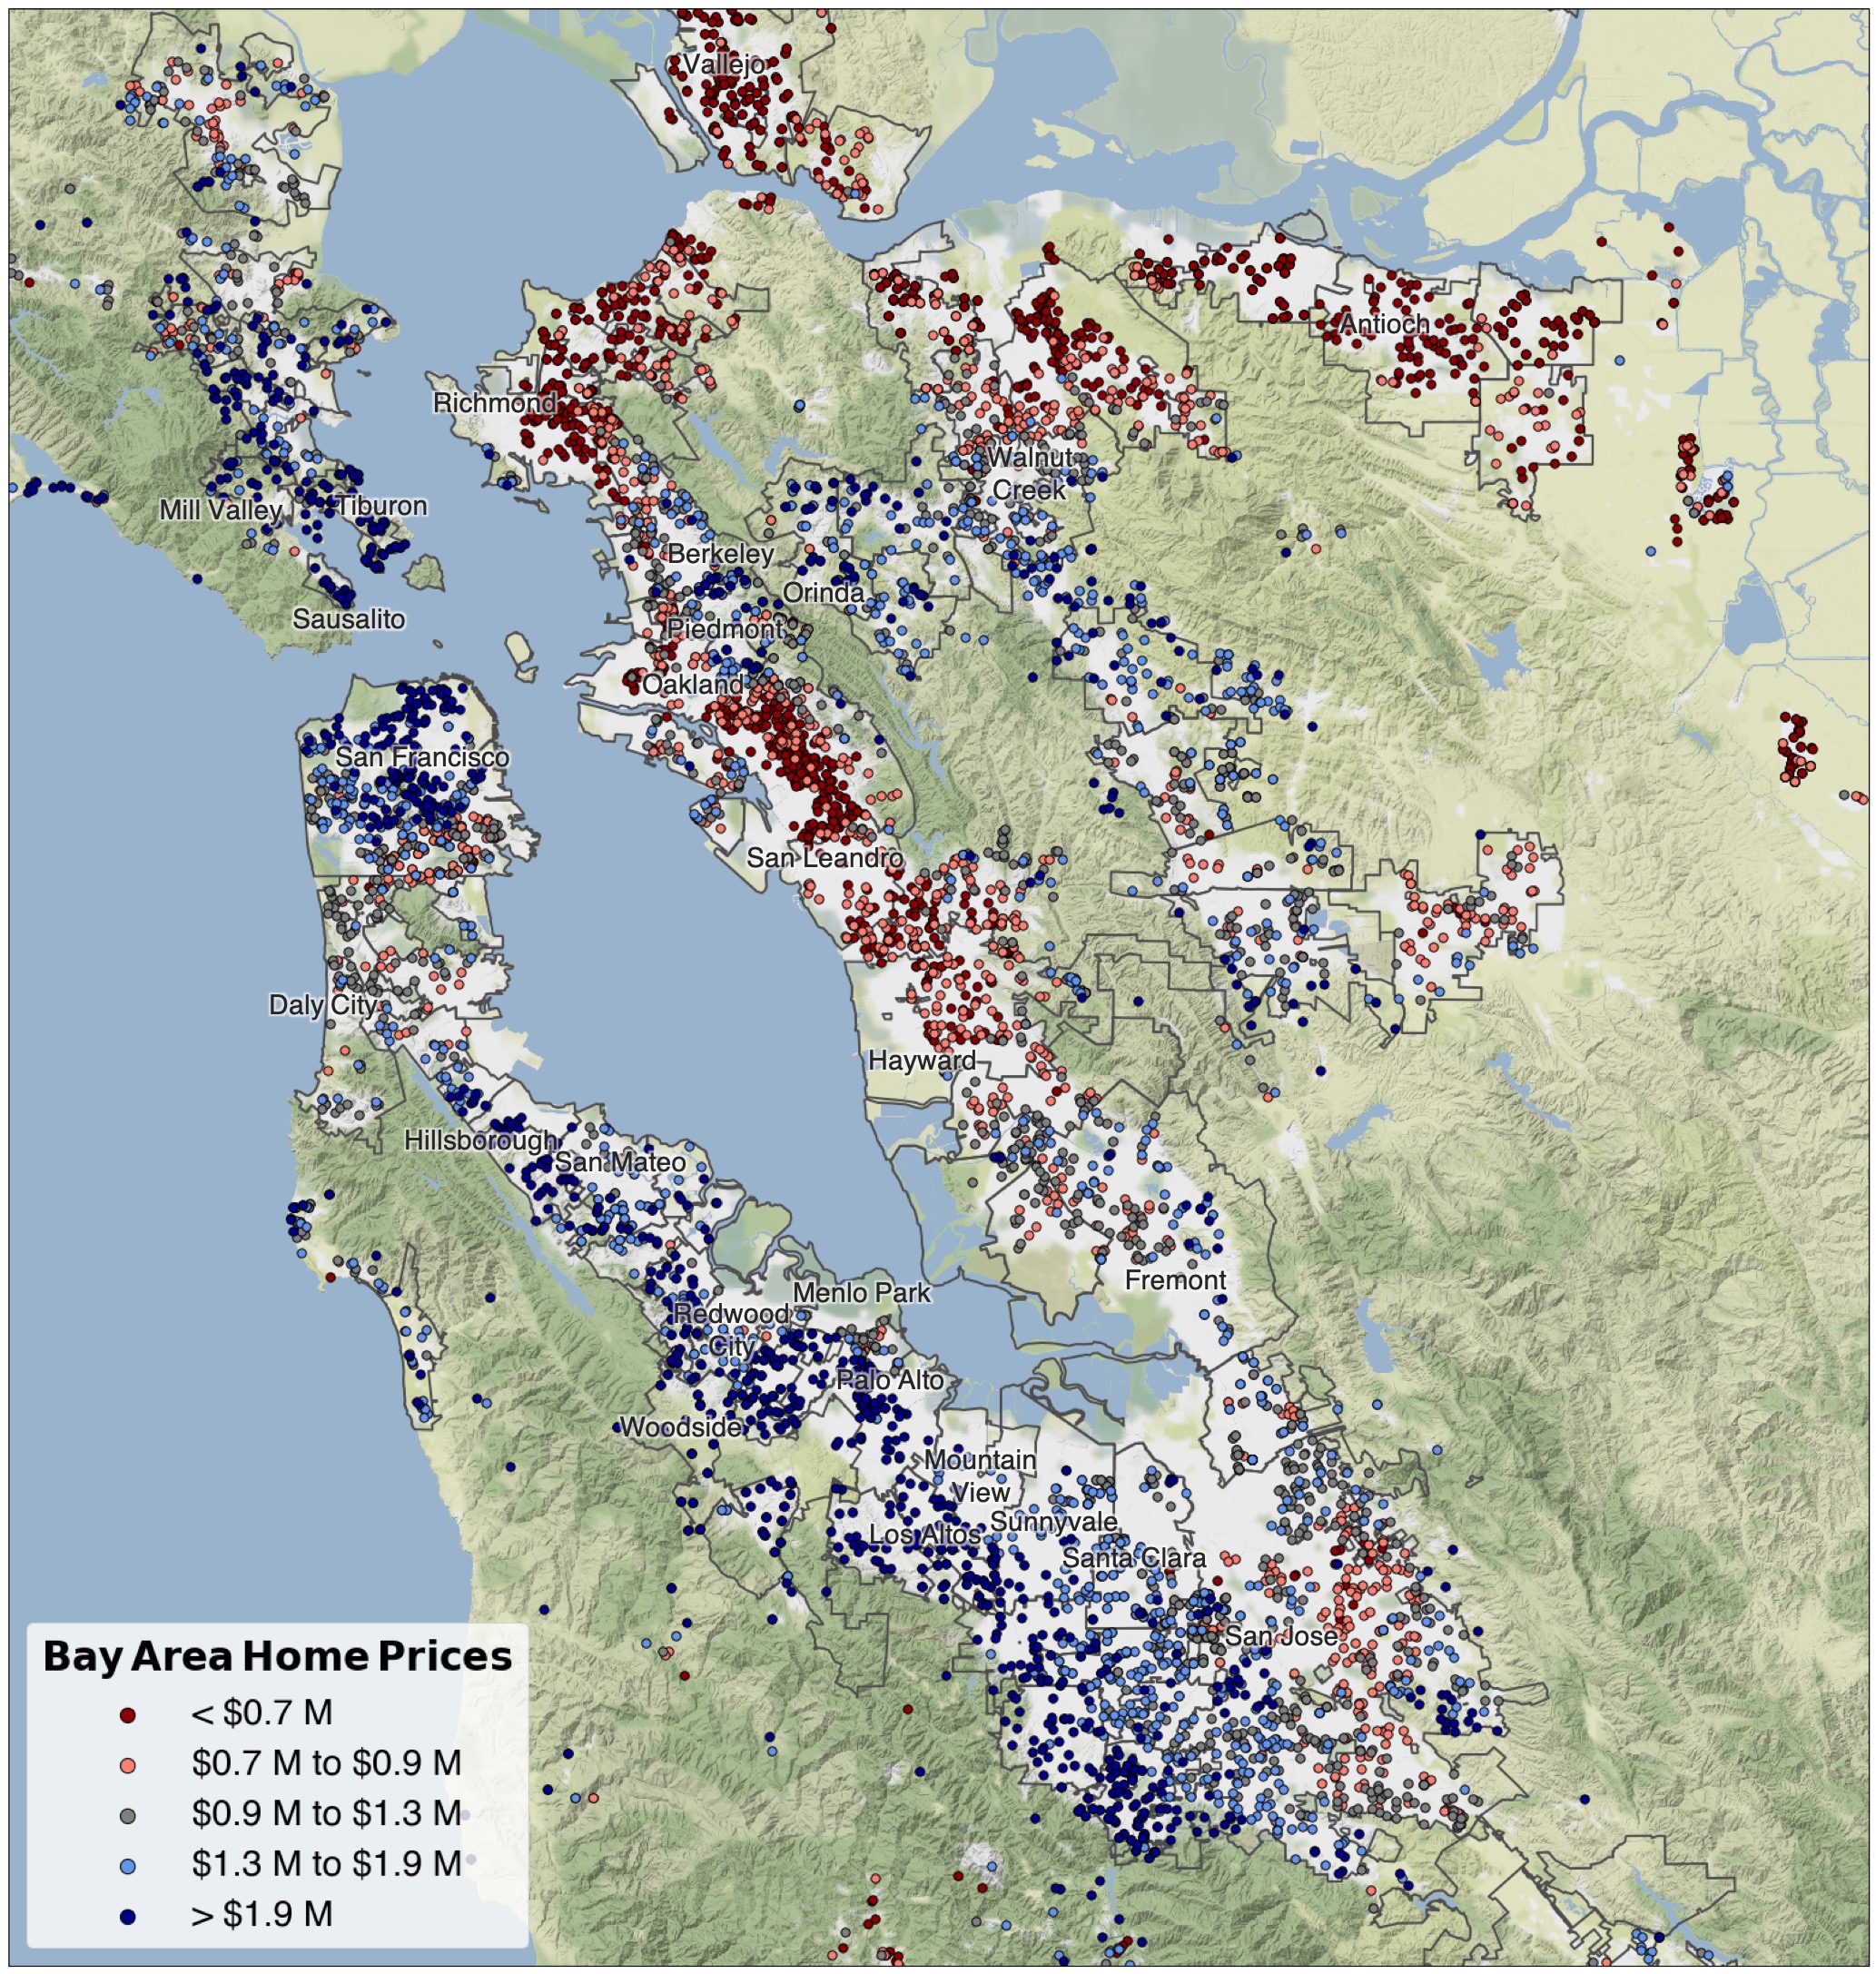 Vallejo
Antioch
Richmond
Walnut
Creek
Mill Valley
Tiburon
Berkeley
Orinda
Sausalito
Piedmont
Oakland
San Francisco
San Leandro
Daly City
Hayward
Hillsborough
San Mateo
Fremont
Menlo Park
Redwood
City
Palo Alto
Woodside
Mountain
View
Los Altos
Sunnyvale
Santa Clara
San Jose
Bay Area Home Prices
< $0.7 M
$0.7 M to $0.9 M
$0.9 M to $1.3 M
$1.3 M to $1.9 M
> $1.9 M